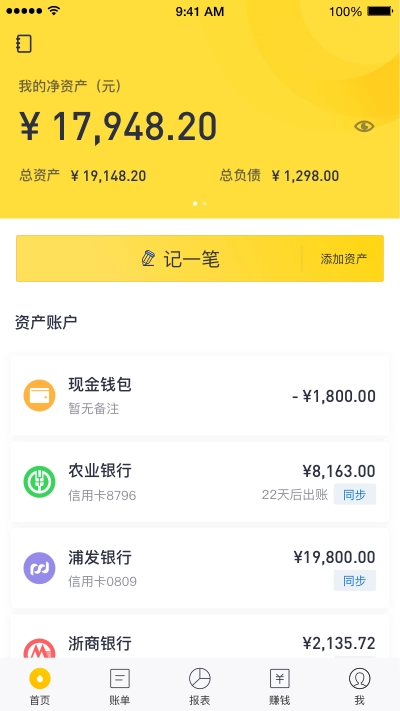 9:41 AM
100%
我的净资产（元）
¥ 17,948.20
总资产 ¥ 19,148.20 总负债 ¥ 1,298.00
记一笔 添加资产
资产账户
现金钱包
- ¥1,800.00
暂无备注
农业银行 ¥8,163.00
信用卡8796 22天后出账 同步
浦发银行 ¥19,800.00
信用卡0809 同步
浙商银行 ¥2,135.72
首页 账单 报表 赚钱 我